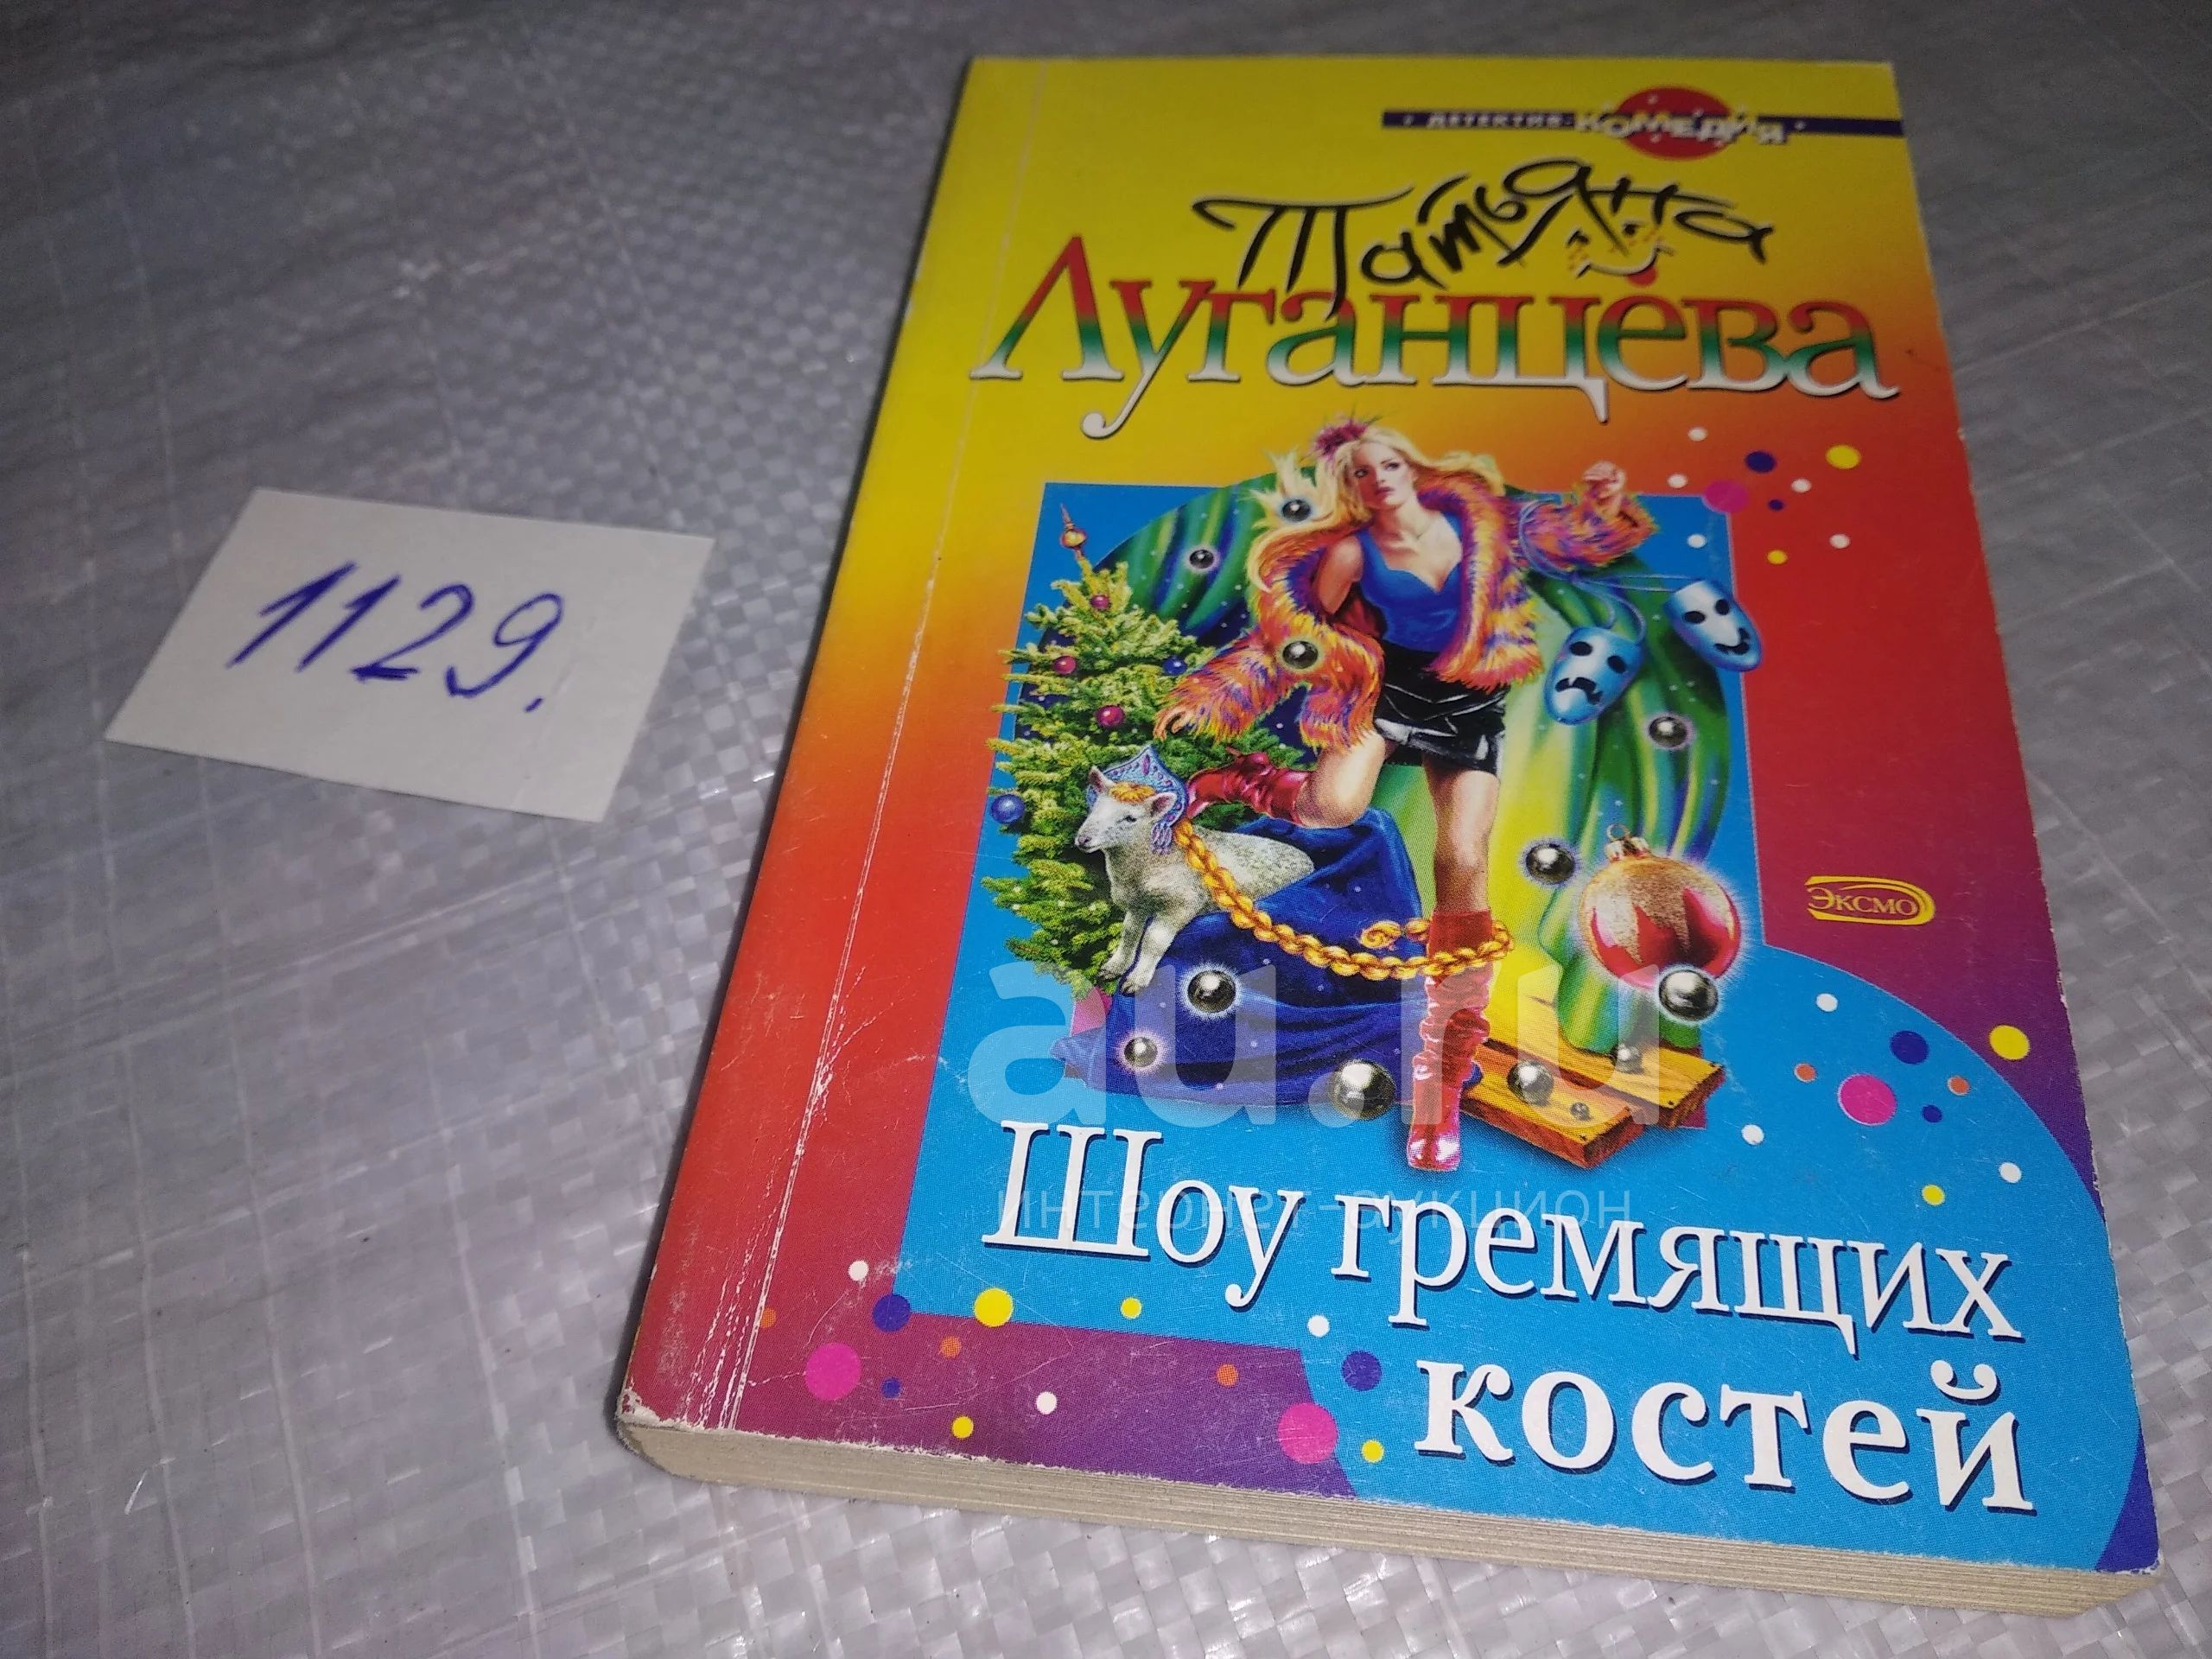 ДЕТЕКТИВ-КОМЕДИЯ
Татьяна
Луганцева
1129.
ЭКСМО
au.ru
интернет-аукцион
Шоу гремящих
костей